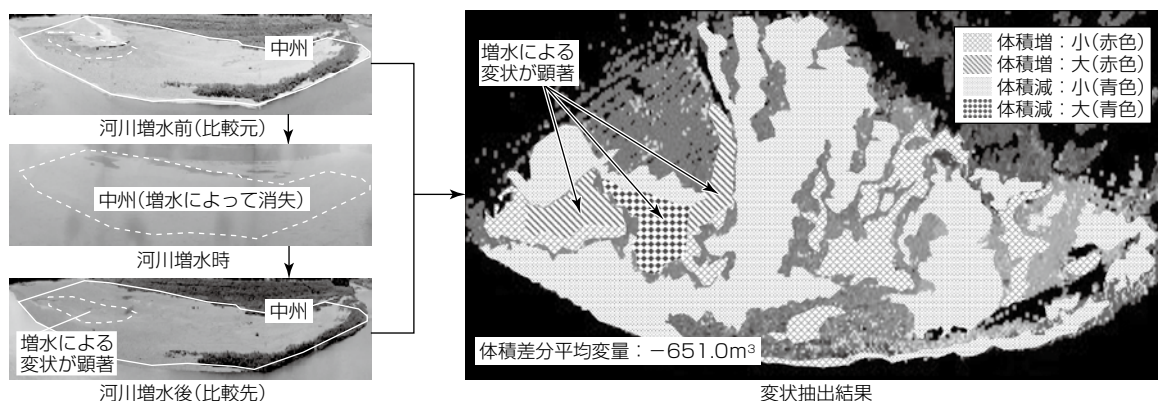 中州
河川増水前(比較元)
中州(増水によって消失)
河川増水時
中州
増水による
変状が顕著
河川増水後(比較先)
増水による
変状が顕著
体積増:小(赤色)
体積増:大(赤色)
体積減:小(青色)
体積減:大(青色)
体積差分平均変量:-651.0m³
変状抽出結果